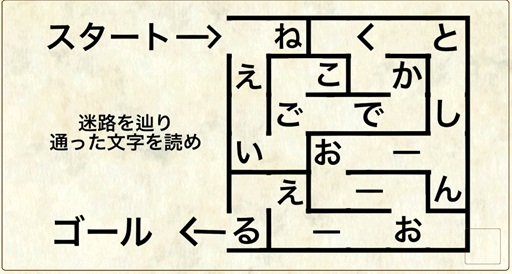 スタート→ ねくと
えこか
ごでし
迷路を辿り
通った文字を読め
いおー
えーん
ゴール ←るーお